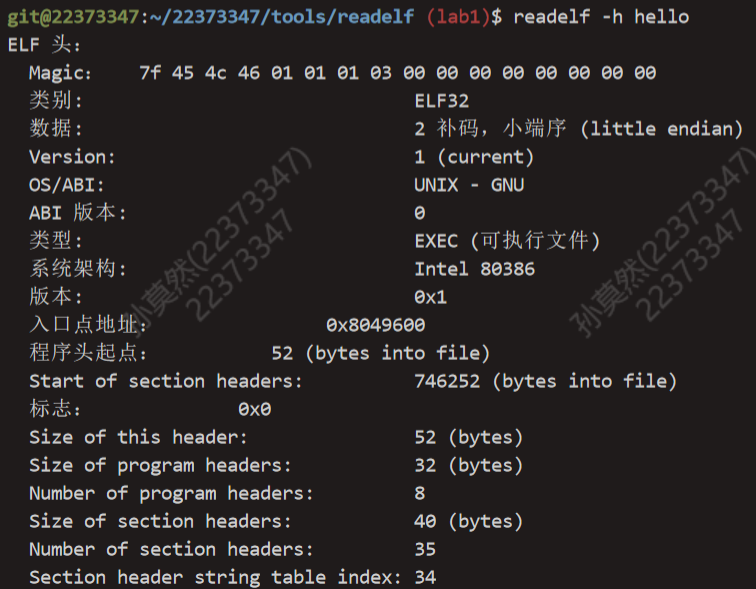 git@22373347:~/22373347/tools/readelf (lab1)$ readelf -h hello
ELF 头：
  Magic：   7f 45 4c 46 01 01 01 03 00 00 00 00 00 00 00 00
  类别:                              ELF32
  数据:                              2 补码，小端序 (little endian)
  Version:                           1 (current)
  OS/ABI:                            UNIX - GNU
  ABI 版本:                          0
  类型:                              EXEC (可执行文件)
  系统架构:                          Intel 80386
  版本:                              0x1
  入口点地址：               0x8049600
  程序头起点：          52 (bytes into file)
  Start of section headers:          746252 (bytes into file)
  标志：             0x0
  Size of this header:               52 (bytes)
  Size of program headers:           32 (bytes)
  Number of program headers:         8
  Size of section headers:           40 (bytes)
  Number of section headers:         35
  Section header string table index: 34
孙莫然(22373347)
22373347
孙莫然(22373347)
22373347